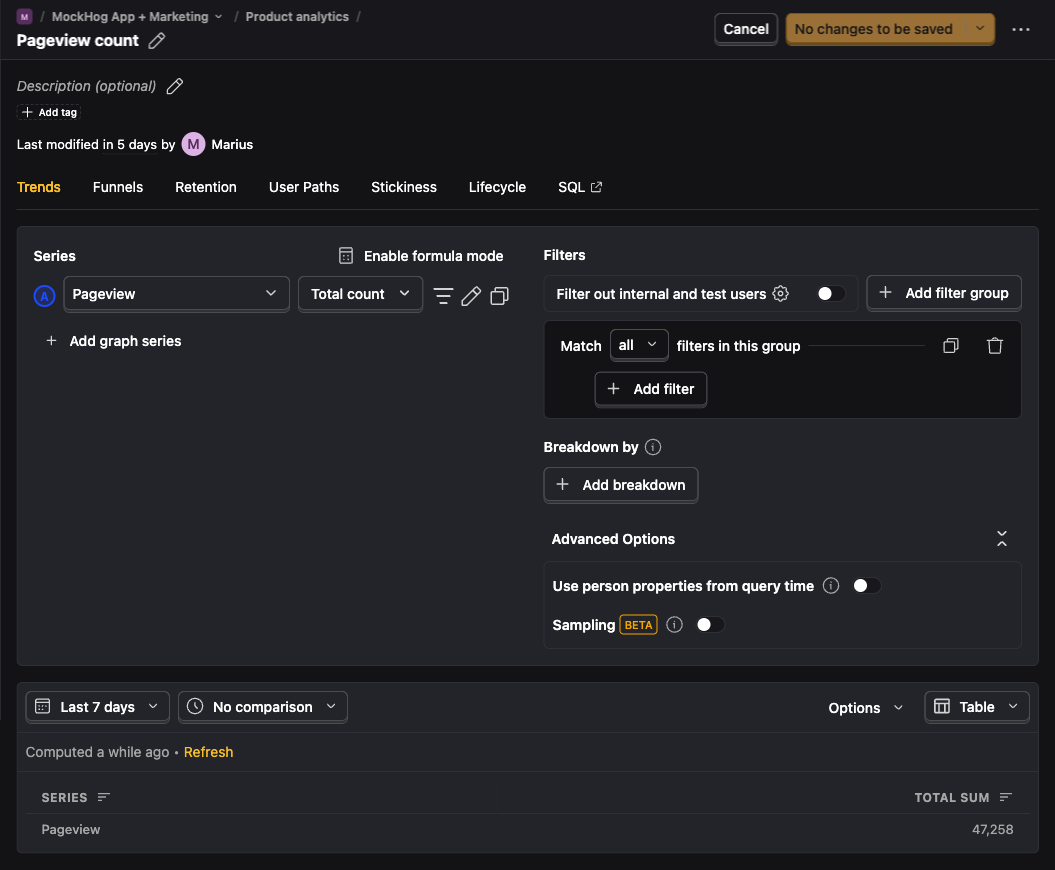 M / MockHog App + Marketing / Product analytics /
Pageview count
Cancel
No changes to be saved
Description (optional)
Add tag
Last modified in 5 days by M Marius
Trends Funnels Retention User Paths Stickiness Lifecycle SQL
Series
Enable formula mode
A Pageview Total count
Add graph series
Filters
Filter out internal and test users
Add filter group
Match all filters in this group
Add filter
Breakdown by
Add breakdown
Advanced Options
Use person properties from query time
Sampling BETA
Last 7 days No comparison Options Table
Computed a while ago • Refresh
SERIES TOTAL SUM
Pageview 47,258